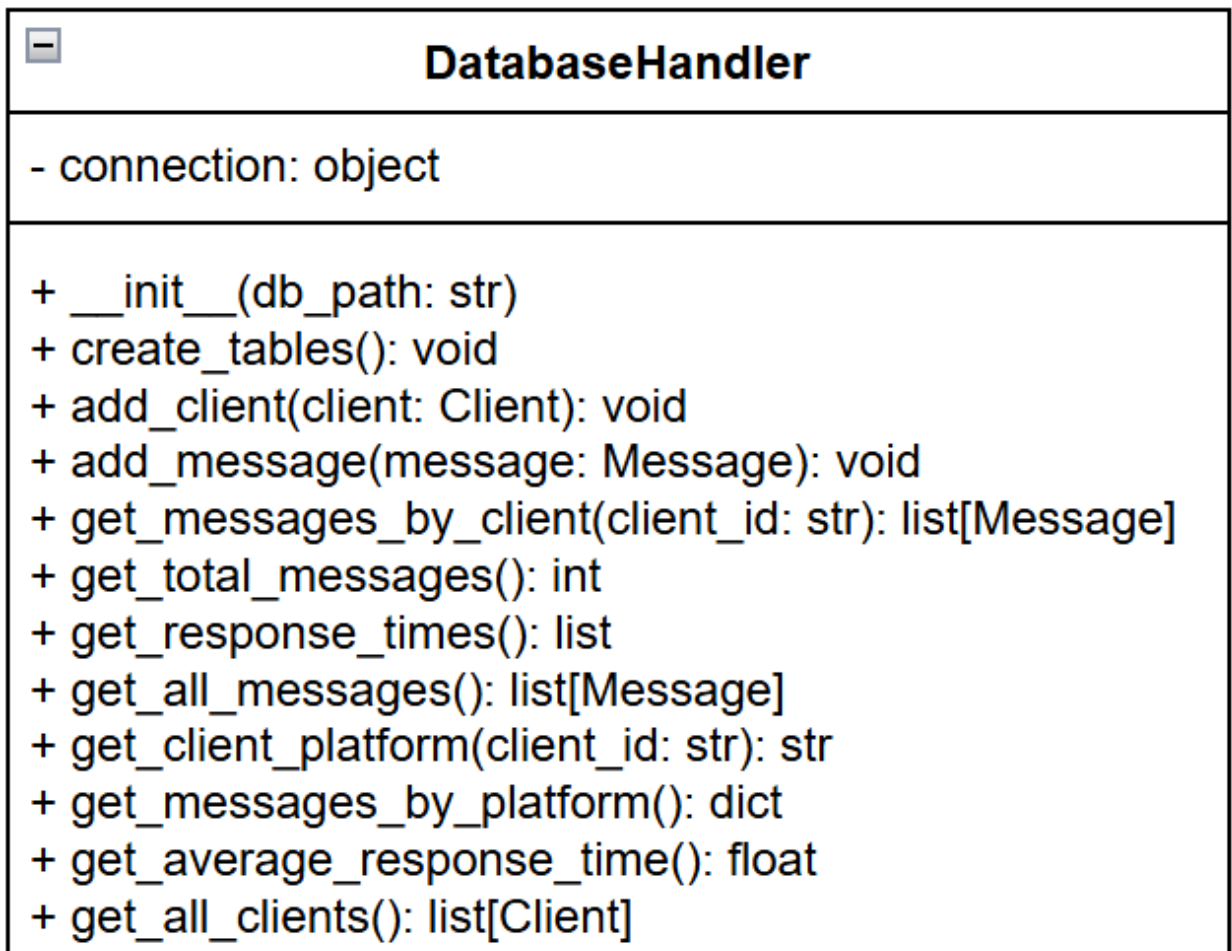 DatabaseHandler
- connection: object
+ __init__(db_path: str)
+ create_tables(): void
+ add_client(client: Client): void
+ add_message(message: Message): void
+ get_messages_by_client(client_id: str): list[Message]
+ get_total_messages(): int
+ get_response_times(): list
+ get_all_messages(): list[Message]
+ get_client_platform(client_id: str): str
+ get_messages_by_platform(): dict
+ get_average_response_time(): float
+ get_all_clients(): list[Client]